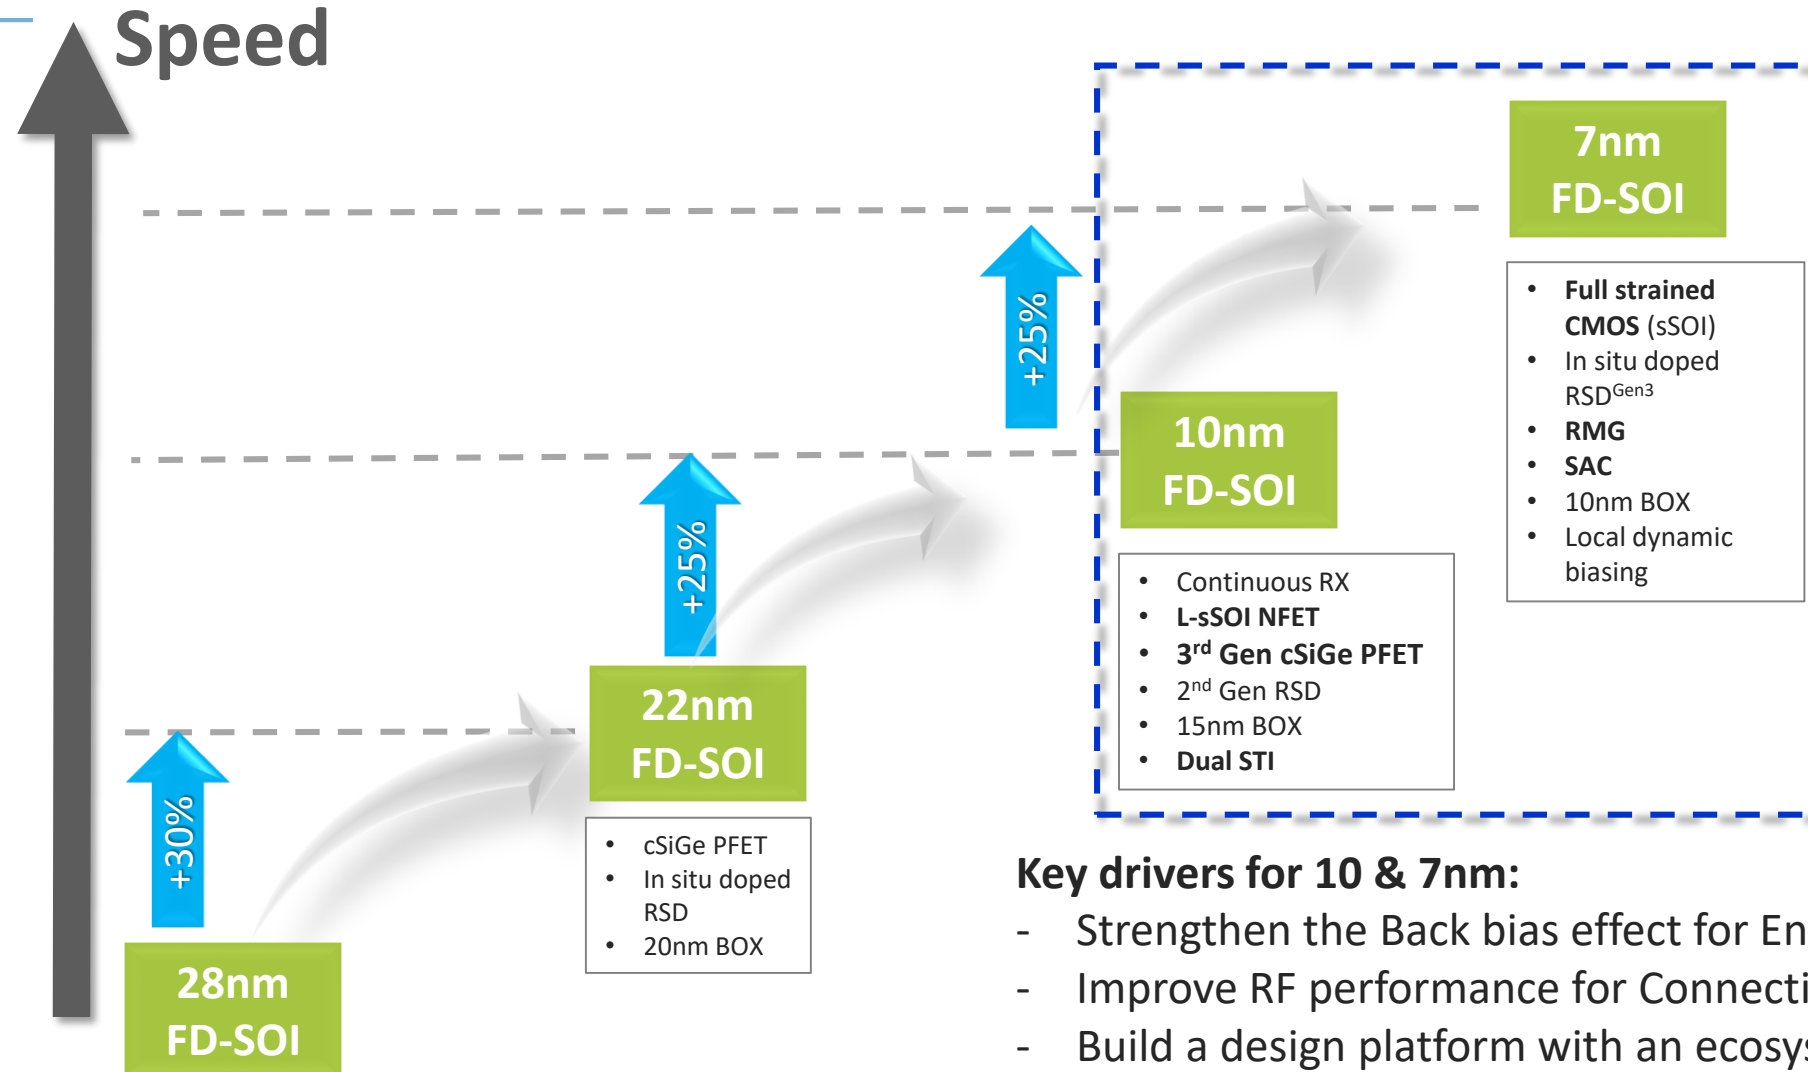 Speed
7nm
FD-SOI
• Full strained
CMOS (sSOI)
• In situ doped
RSDGen3
• RMG
• SAC
• 10nm BOX
• Local dynamic
biasing
+25%
10nm
FD-SOI
• Continuous RX
• L-sSOI NFET
• 3rd Gen cSiGe PFET
• 2nd Gen RSD
• 15nm BOX
• Dual STI
+25%
22nm
FD-SOI
• cSiGe PFET
• In situ doped
RSD
• 20nm BOX
+30%
28nm
FD-SOI
Key drivers for 10 & 7nm:
- Strengthen the Back bias effect for En
- Improve RF performance for Connecti
- Build a design platform with an ecosys